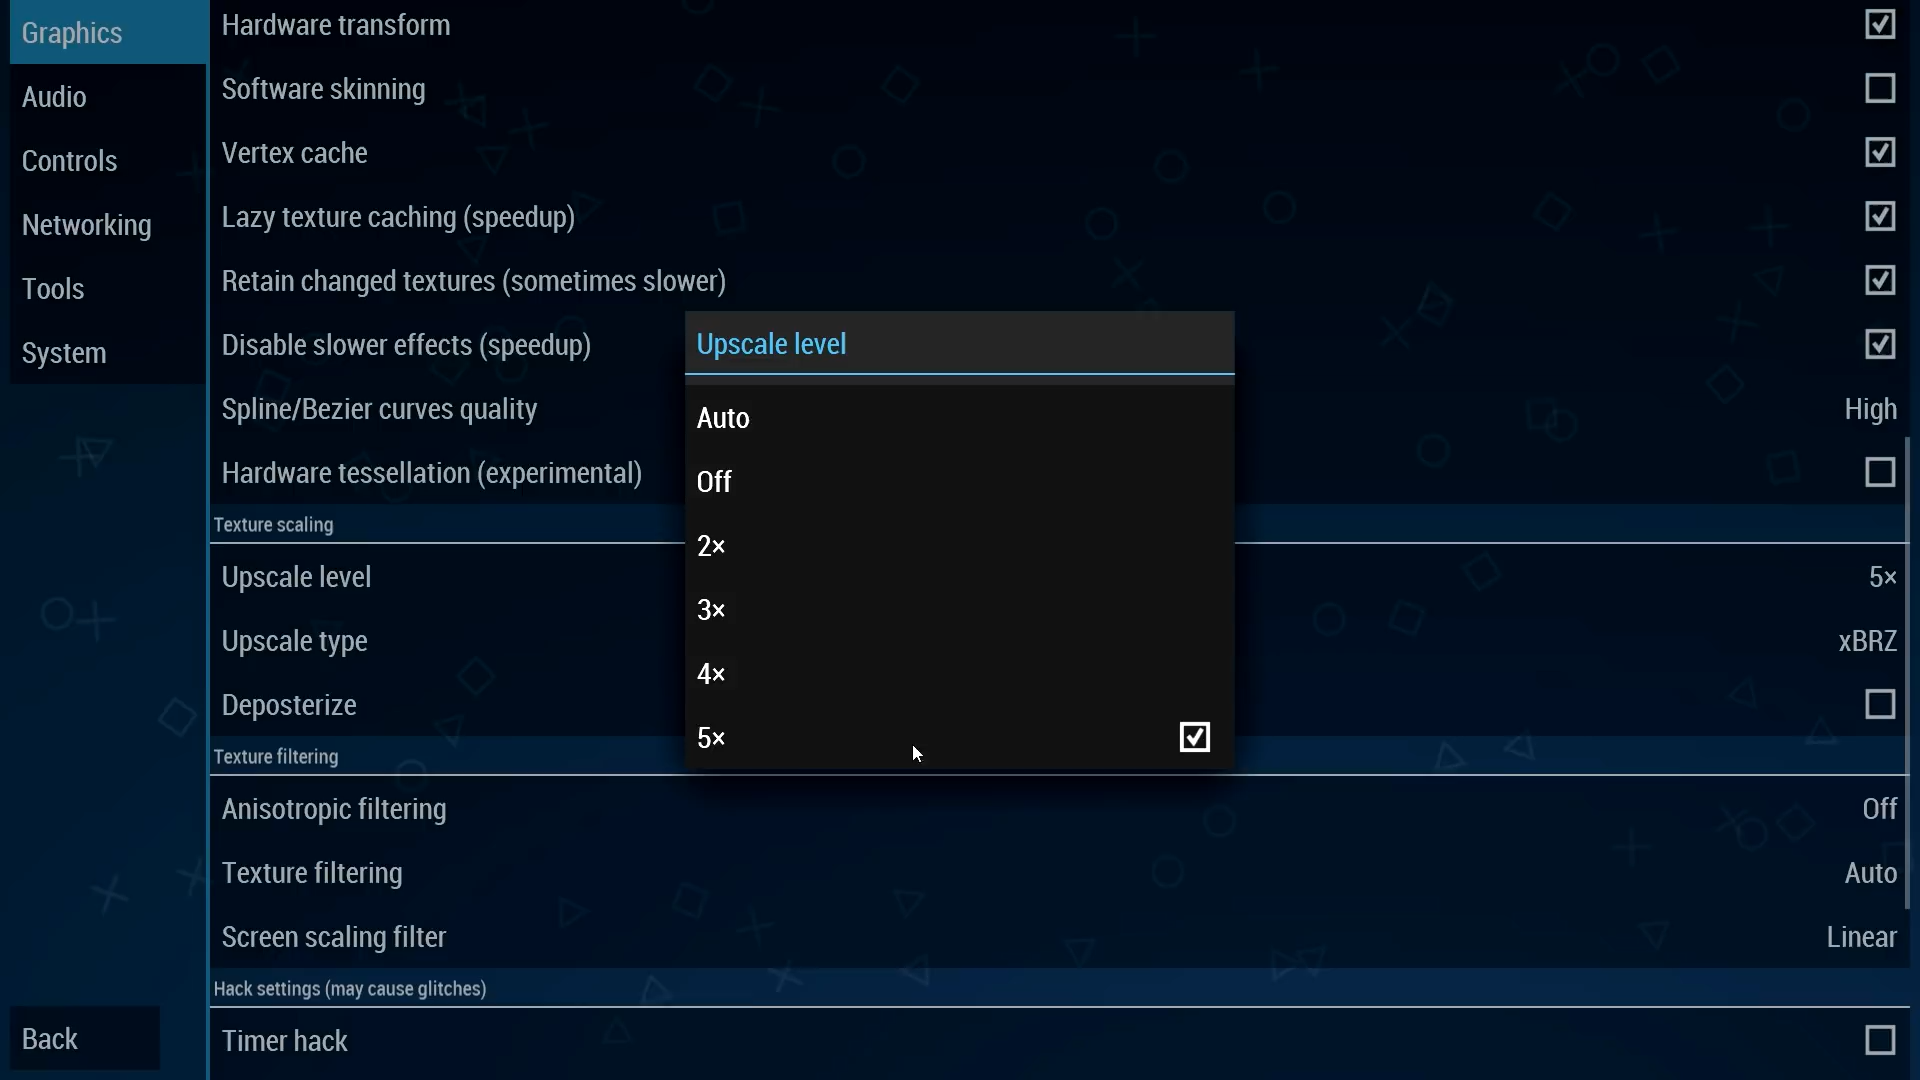 Graphics
Audio
Controls
Networking
Tools
System
Back
Hardware transform
Software skinning
Vertex cache
Lazy texture caching (speedup)
Retain changed textures (sometimes slower)
Disable slower effects (speedup)
Spline/Bezier curves quality High
Hardware tessellation (experimental)
Texture scaling
Upscale level 5×
Upscale type xBRZ
Deposterize
Texture filtering
Anisotropic filtering Off
Texture filtering Auto
Screen scaling filter Linear
Hack settings (may cause glitches)
Timer hack
Upscale level
Auto
Off
2×
3×
4×
5×